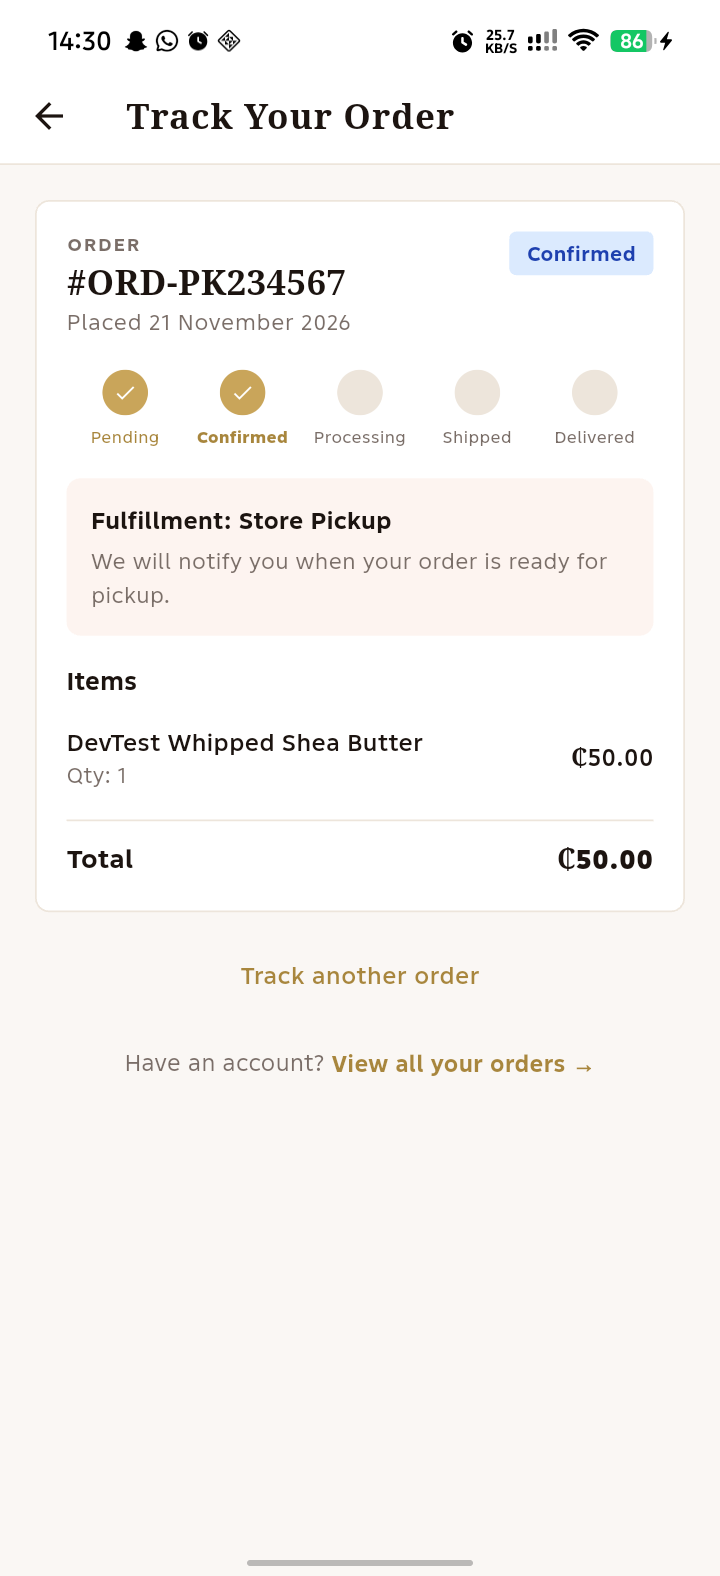 14:30
25.7
KB/S
86
Track Your Order
ORDER
Confirmed
#ORD-PK234567
Placed 21 November 2026
Pending Confirmed Processing Shipped Delivered
Fulfillment: Store Pickup
We will notify you when your order is ready for
pickup.
Items
DevTest Whipped Shea Butter
₵50.00
Qty: 1
Total ₵50.00
Track another order
Have an account? View all your orders →